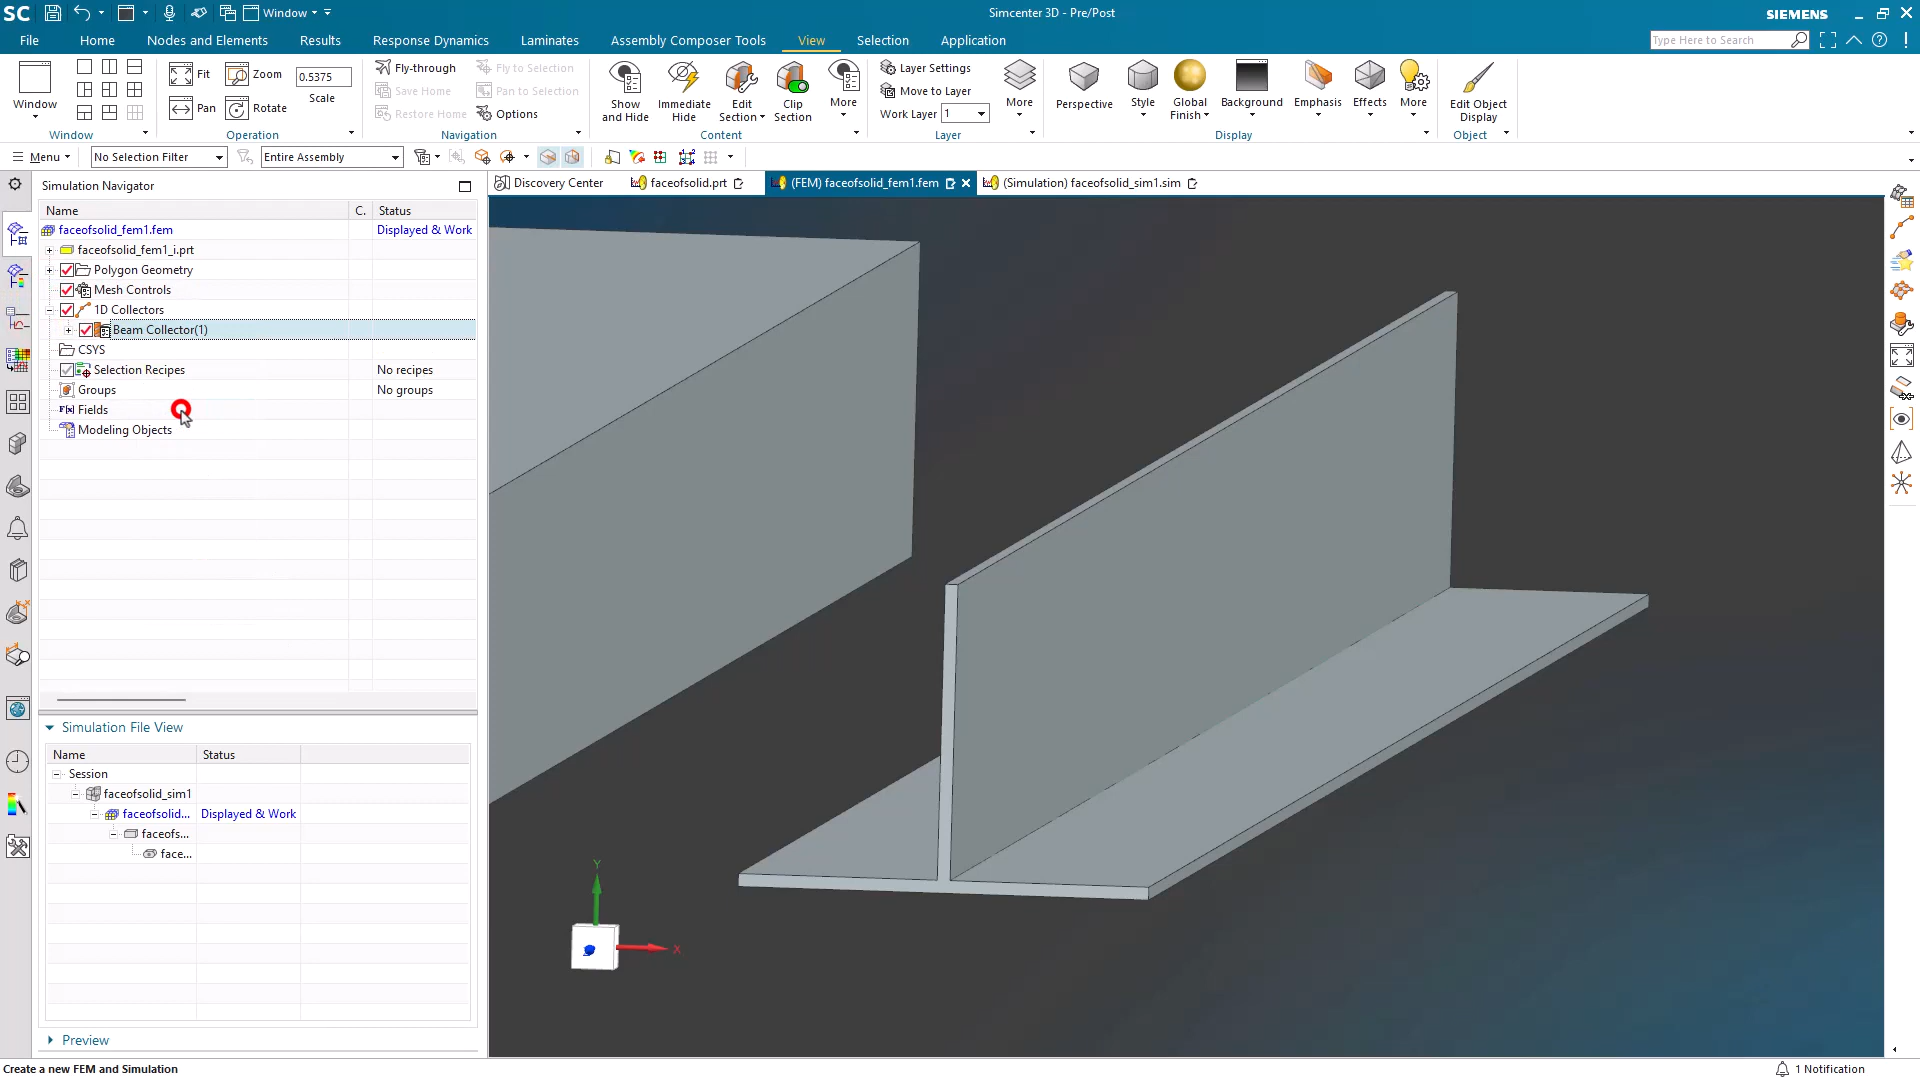 SC Window Simcenter 3D - Pre/Post SIEMENS
File Home Nodes and Elements Results Response Dynamics Laminates Assembly Composer Tools View Selection Application Type Here to Search
Fit Zoom 0.5375 Fly-through Fly to Selection Layer Settings
Save Home Pan to Selection Move to Layer
Window Pan Rotate Scale Restore Home Options Show and Hide Immediate Hide Edit Section Clip Section More Work Layer 1 More Perspective Style Global Finish Background Emphasis Effects More Edit Object Display
Window Operation Navigation Content Layer Display Object
Menu No Selection Filter Entire Assembly
Simulation Navigator Discovery Center faceofsolid.prt (FEM) faceofsolid_fem1.fem (Simulation) faceofsolid_sim1.sim
Name C. Status
faceofsolid_fem1.fem Displayed & Work
faceofsolid_fem1_i.prt
Polygon Geometry
Mesh Controls
1D Collectors
Beam Collector(1)
CSYS
Selection Recipes No recipes
Groups No groups
F(x) Fields
Modeling Objects
Simulation File View
Name Status
Session
faceofsolid_sim1
faceofsolid... Displayed & Work
faceofs...
face...
Y
X
Preview
Create a new FEM and Simulation 1 Notification